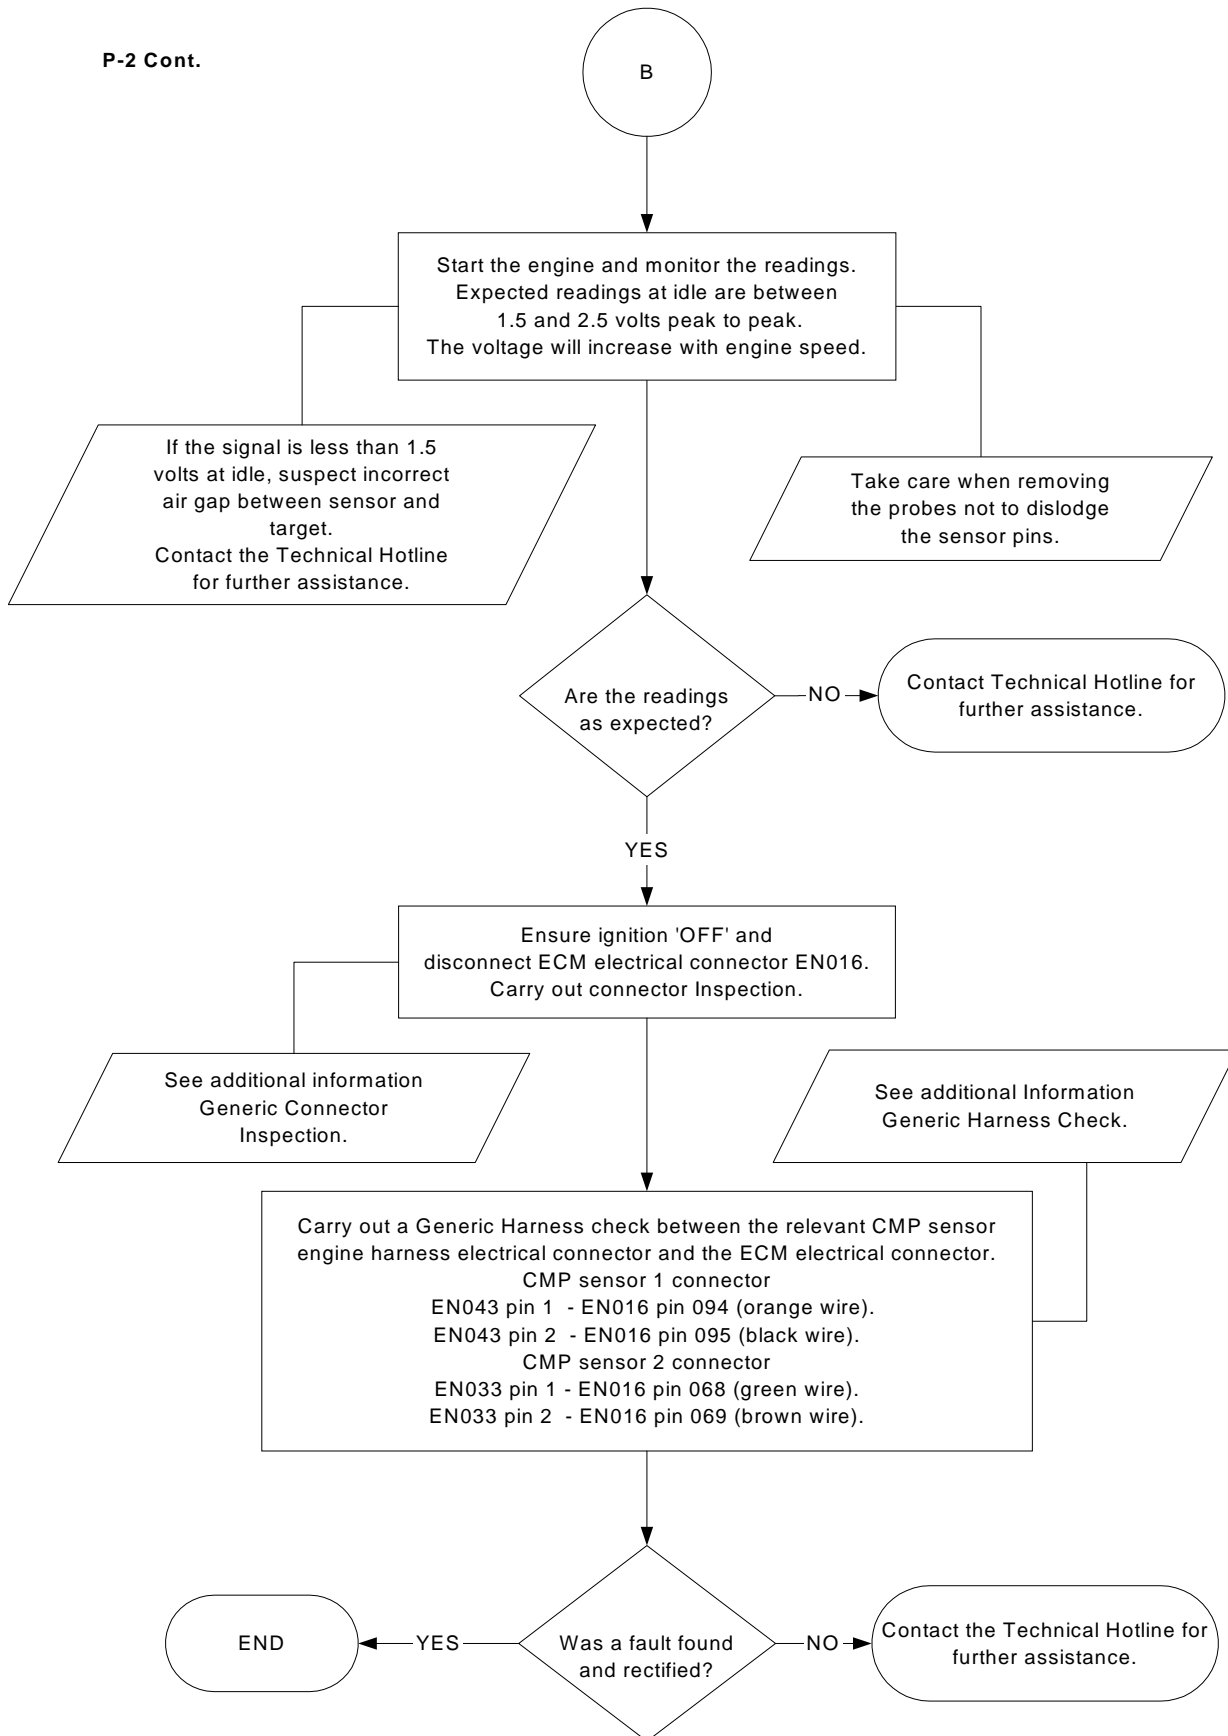 P-2 Cont.
B
Start the engine and monitor the readings.
Expected readings at idle are between
1.5 and 2.5 volts peak to peak.
The voltage will increase with engine speed.
If the signal is less than 1.5
volts at idle, suspect incorrect
air gap between sensor and
target.
Contact the Technical Hotline
for further assistance.
Take care when removing
the probes not to dislodge
the sensor pins.
Are the readings
as expected?
NO
Contact Technical Hotline for
further assistance.
YES
Ensure ignition 'OFF' and
disconnect ECM electrical connector EN016.
Carry out connector Inspection.
See additional information
Generic Connector
Inspection.
See additional Information
Generic Harness Check.
Carry out a Generic Harness check between the relevant CMP sensor
engine harness electrical connector and the ECM electrical connector.
CMP sensor 1 connector
EN043 pin 1  - EN016 pin 094 (orange wire).
EN043 pin 2  - EN016 pin 095 (black wire).
CMP sensor 2 connector
EN033 pin 1 - EN016 pin 068 (green wire).
EN033 pin 2  - EN016 pin 069 (brown wire).
END
YES
Was a fault found
and rectified?
NO
Contact the Technical Hotline for
further assistance.